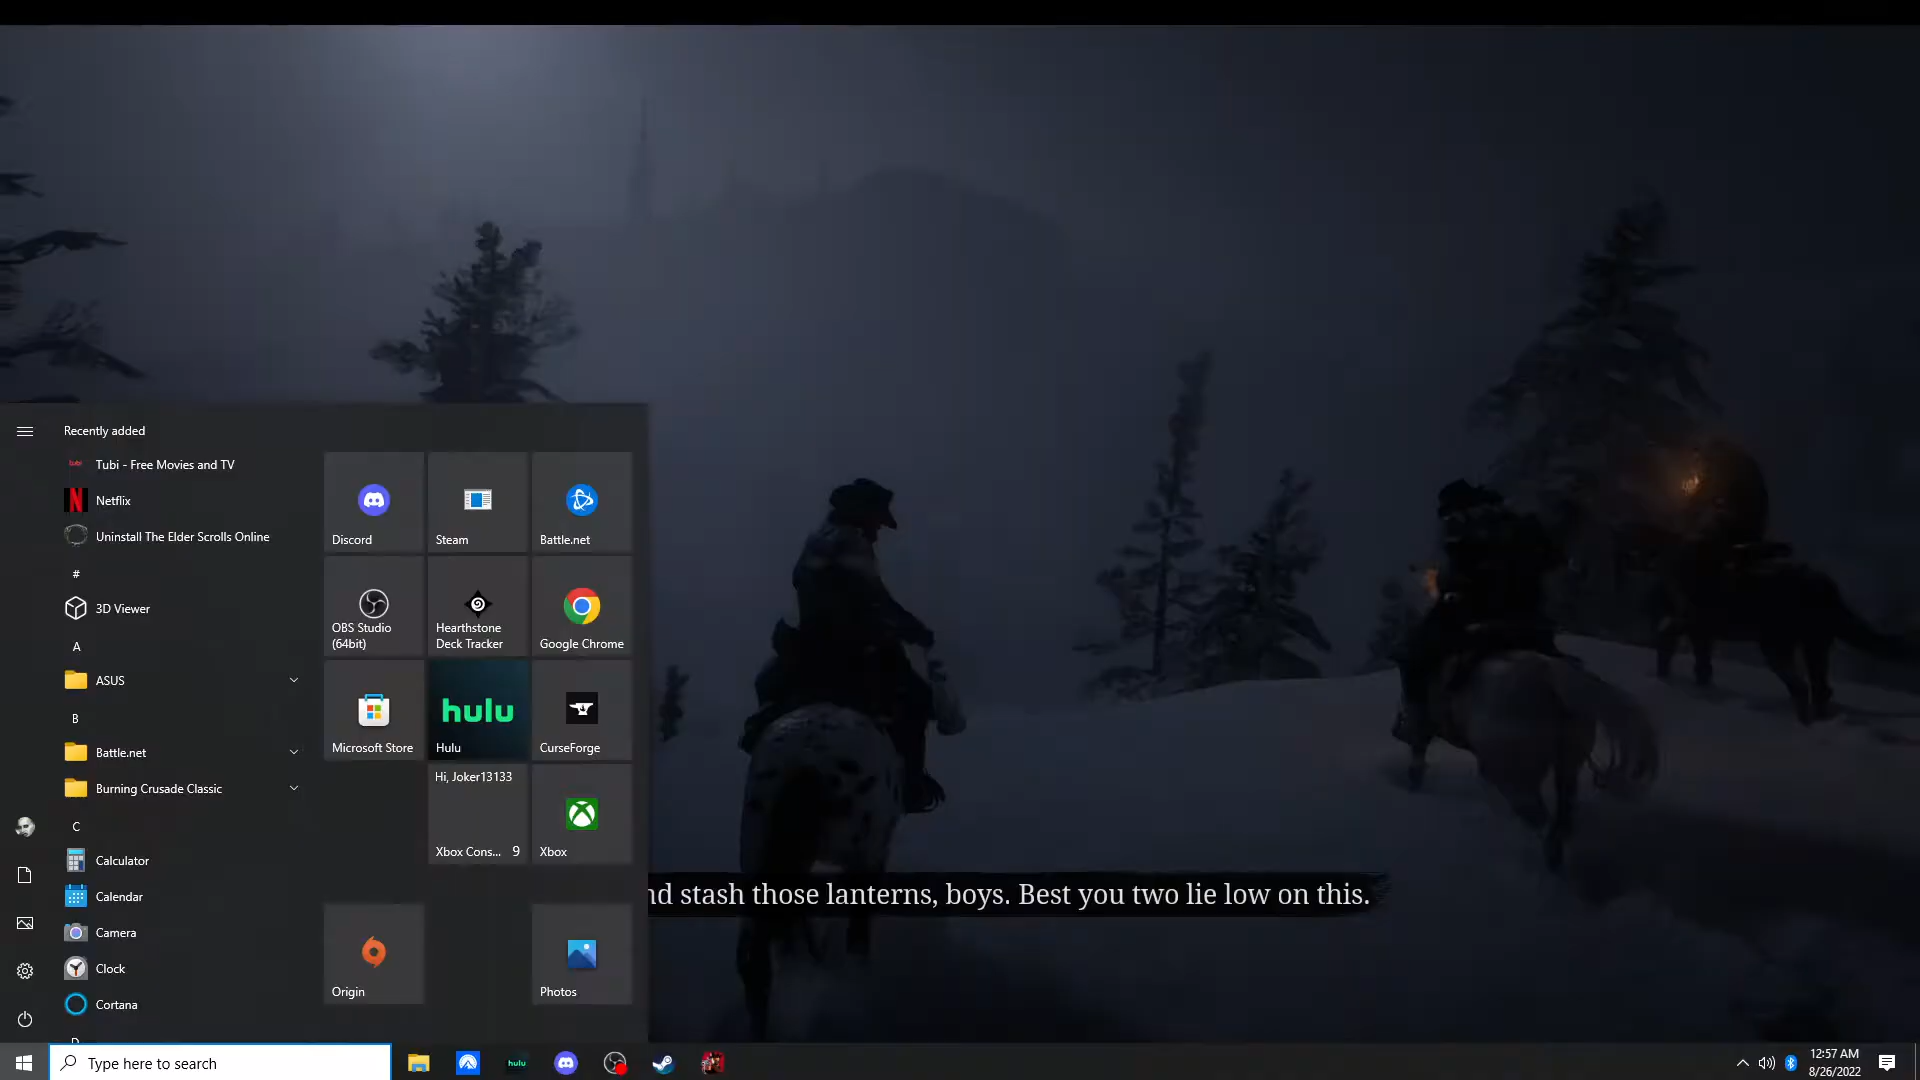 Recently added
Tubi - Free Movies and TV
Netflix
Uninstall The Elder Scrolls Online
#
3D Viewer
A
ASUS
B
Battle.net
Burning Crusade Classic
C
Calculator
Calendar
Camera
Clock
Cortana
Discord
Steam
Battle.net
OBS Studio
(64bit)
Hearthstone
Deck Tracker
Google Chrome
Microsoft Store
hulu
Hulu
CurseForge
Hi, Joker13133
Xbox Cons... 9
Xbox
Origin
Photos
nd stash those lanterns, boys. Best you two lie low on this.
Type here to search
hulu
12:57 AM
8/26/2022